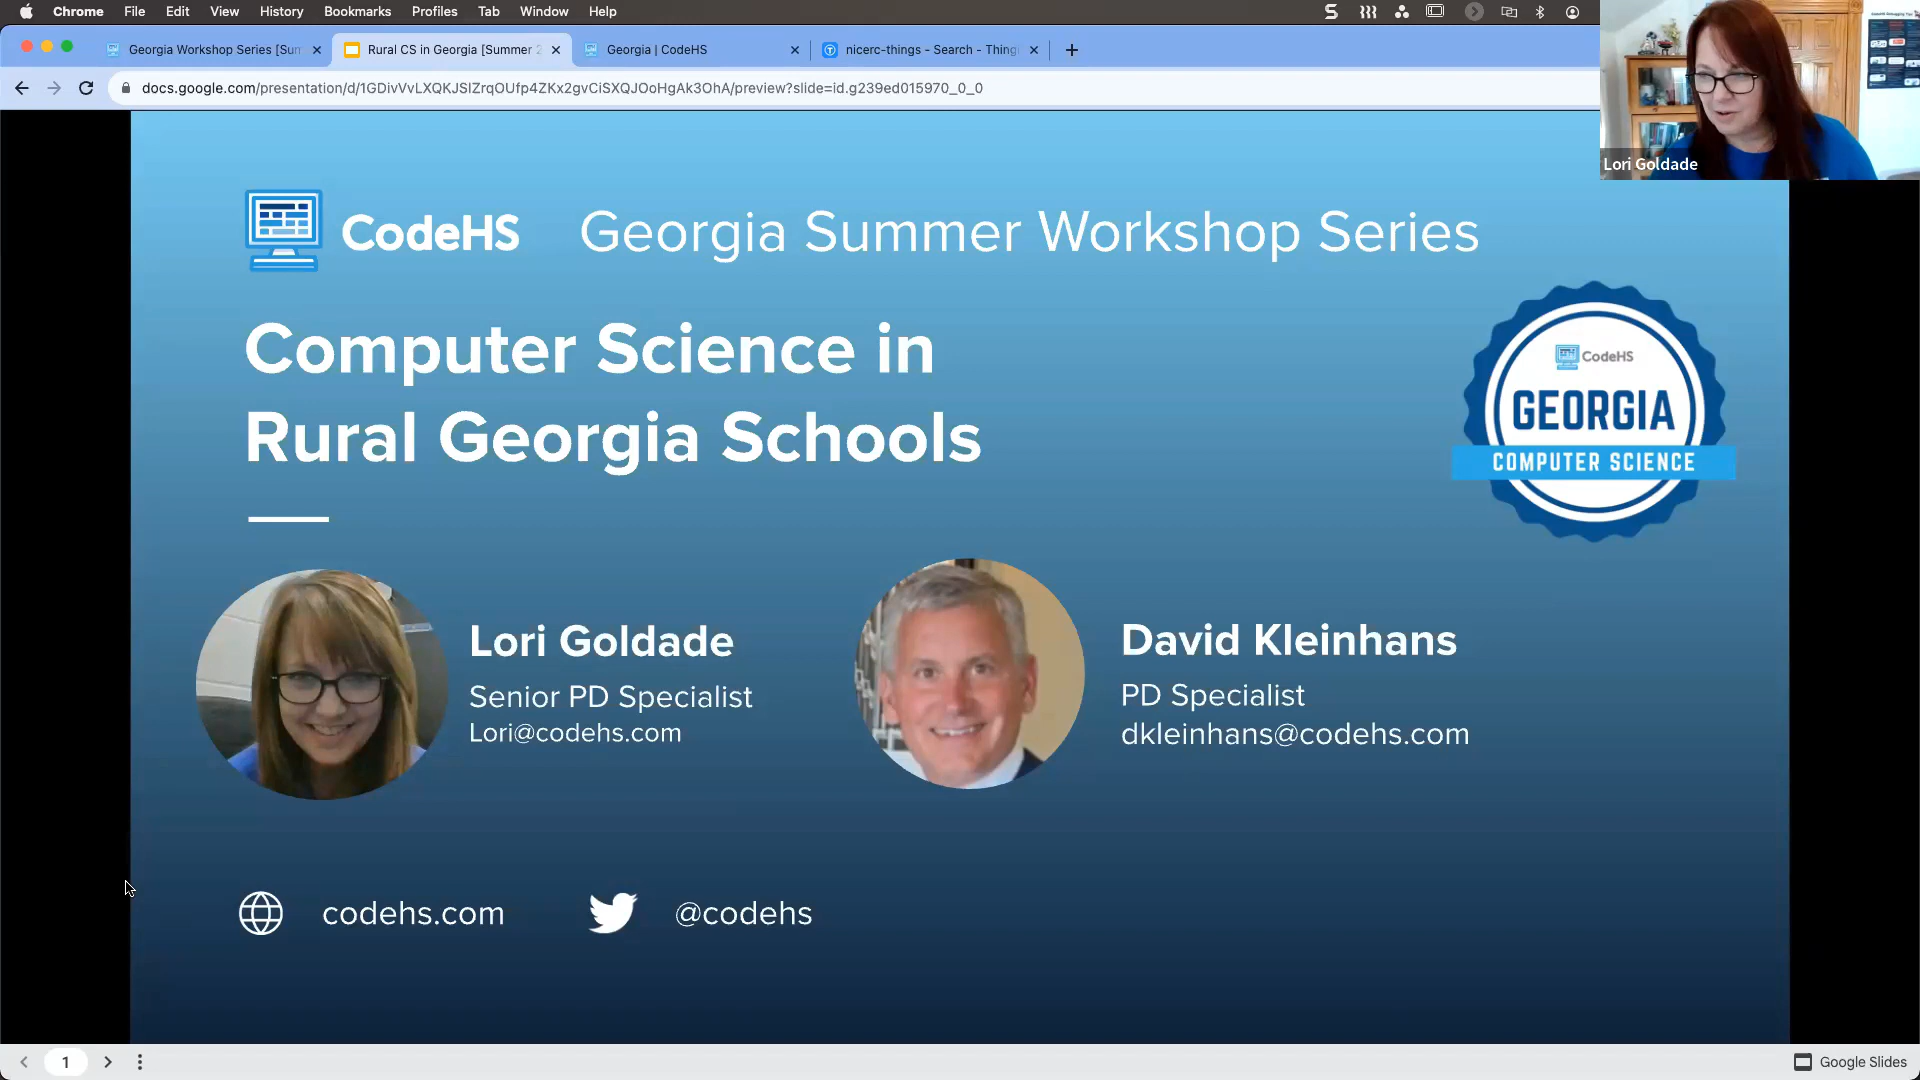 Chrome File Edit View History Bookmarks Profiles Tab Window Help
Georgia Workshop Series [Sum
Rural CS in Georgia [Summer 2
Georgia | CodeHS
nicerc-things - Search - Thing
docs.google.com/presentation/d/1GDivVvLXQKJSIZrqOUfp4ZKx2gvCiSXQJOoHgAk3OhA/preview?slide=id.g239ed015970_0_0
Lori Goldade
CodeHS Georgia Summer Workshop Series
Computer Science in
Rural Georgia Schools
CodeHS
GEORGIA
COMPUTER SCIENCE
Lori Goldade
Senior PD Specialist
Lori@codehs.com
David Kleinhans
PD Specialist
dkleinhans@codehs.com
codehs.com
@codehs
1
Google Slides